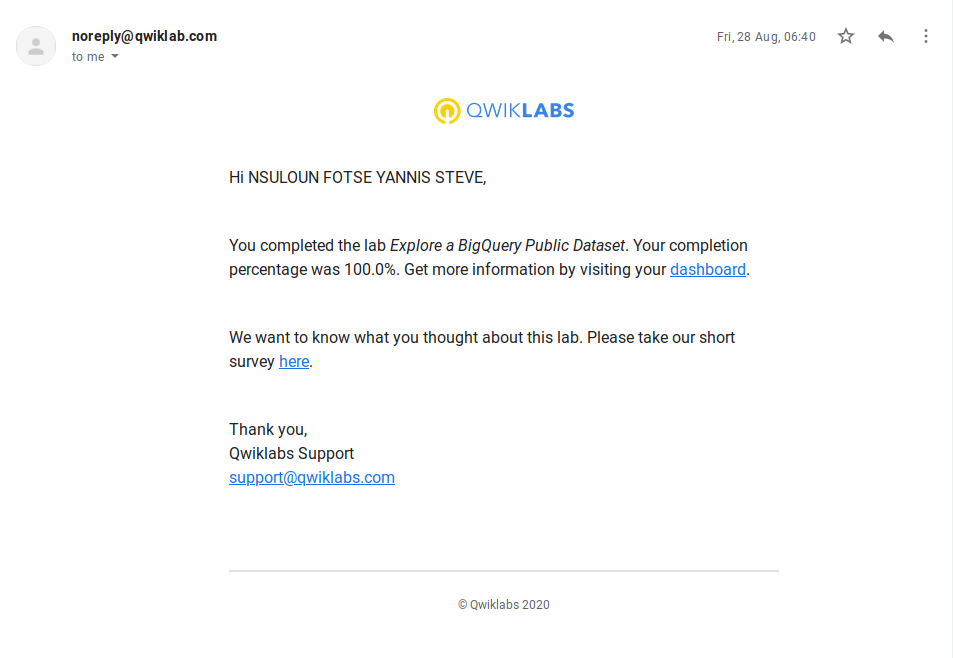 noreply@qwiklab.com
Fri, 28 Aug, 06:40
to me
QWIKLABS
Hi NSULOUN FOTSE YANNIS STEVE,
You completed the lab Explore a BigQuery Public Dataset. Your completion
percentage was 100.0%. Get more information by visiting your dashboard.
We want to know what you thought about this lab. Please take our short
survey here.
Thank you,
Qwiklabs Support
support@qwiklabs.com
© Qwiklabs 2020